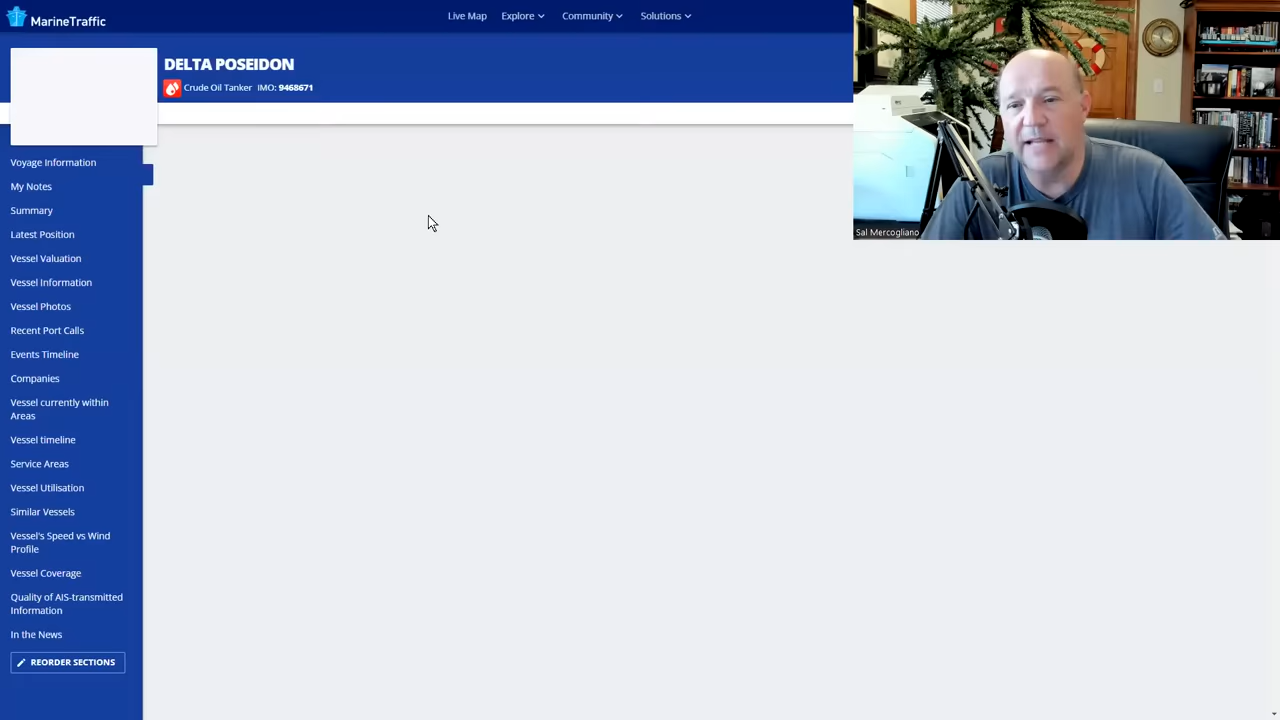 MarineTraffic
Live Map
Explore
Community
Solutions
DELTA POSEIDON
Crude Oil Tanker IMO: 9468671
Voyage Information
My Notes
Summary
Latest Position
Vessel Valuation
Vessel Information
Vessel Photos
Recent Port Calls
Events Timeline
Companies
Vessel currently within
Areas
Vessel timeline
Service Areas
Vessel Utilisation
Similar Vessels
Vessel's Speed vs Wind
Profile
Vessel Coverage
Quality of AIS-transmitted
Information
In the News
REORDER SECTIONS
Sal Mercogliano